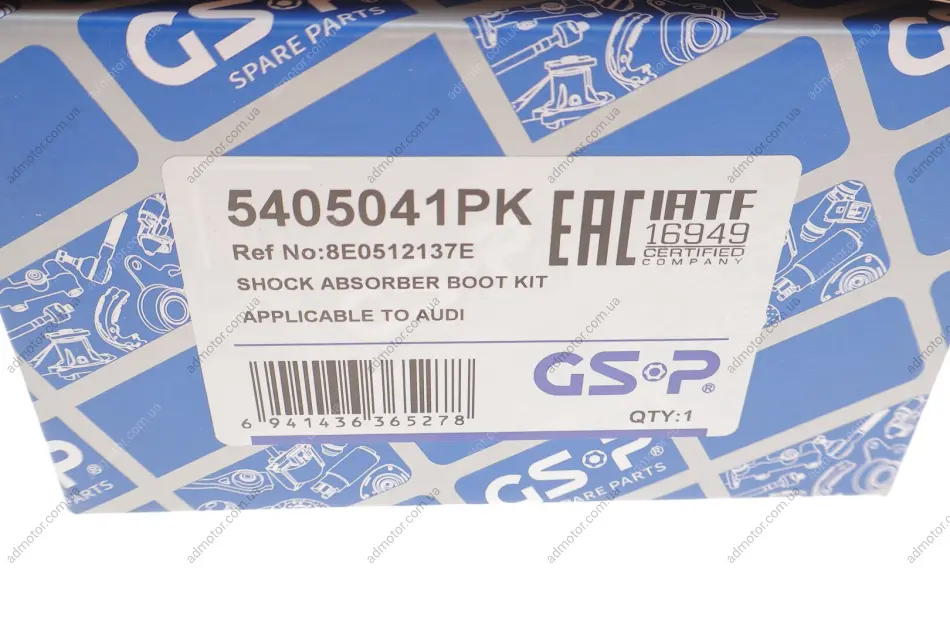 GSP
SPARE PARTS
5405041PK
EAC
IATF
16949
CERTIFIED
COMPANY
Ref No:8E0512137E
SHOCK ABSORBER BOOT KIT
APPLICABLE TO AUDI
GSP®
6 941436 365278
QTY:1
GSP®
SPARE PARTS
P®
PARTS
admotor.com.ua